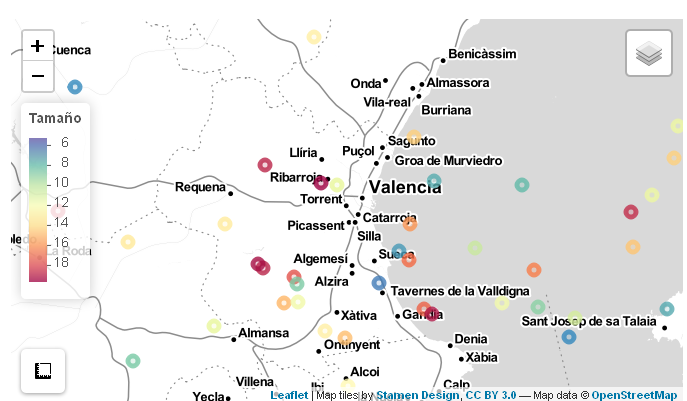 +
Cuenca
−
Benicàssim
Onda
Almassora
Vila-real
Burriana
Tamaño
6
8
10
12
14
16
18
Sagunto
Puçol
Llíria
Groa de Murviedro
Ribarroja
Requena
Valencia
Torrent
Catarroja
Picassent
Silla
La Roda
Sueca
Algemesí
Alzira
Tavernes de la Valldigna
Xàtiva
Gandia
Sant Josep de sa Talaia
Almansa
Denia
Ontinyent
Xàbia
Alcoi
Villena
Ibi
Calp
Yecla
Leaflet | Map tiles by Stamen Design, CC BY 3.0 — Map data © OpenStreetMap